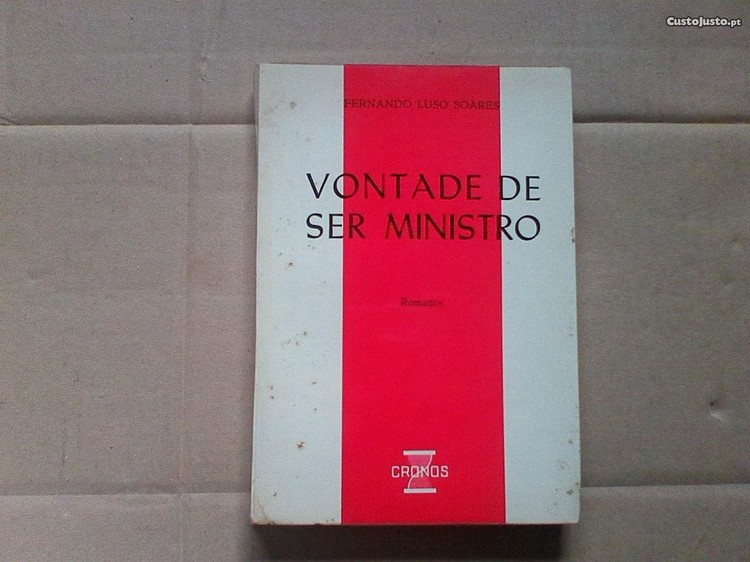 CustoJusto.pt
FERNANDO LUSO SOARES
VONTADE DE
SER MINISTRO
Romance
CRONOS